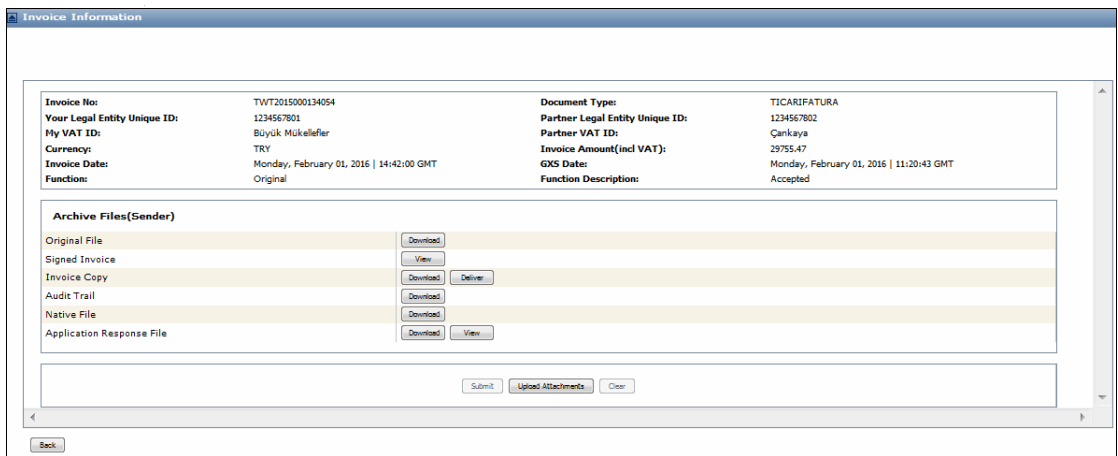 Invoice Information
Invoice No: TWT2015000134054 Document Type: TICARIFATURA
Your Legal Entity Unique ID: 1234567801 Partner Legal Entity Unique ID: 1234567802
My VAT ID: Büyük Mükellefler Partner VAT ID: Çankaya
Currency: TRY Invoice Amount(incl VAT): 29755.47
Invoice Date: Monday, February 01, 2016 | 14:42:00 GMT GXS Date: Monday, February 01, 2016 | 11:20:43 GMT
Function: Original Function Description: Accepted
Archive Files(Sender)
Original File Download
Signed Invoice View
Invoice Copy Download Deliver
Audit Trail Download
Native File Download
Application Response File Download View
Submit Upload Attachments Clear
Back